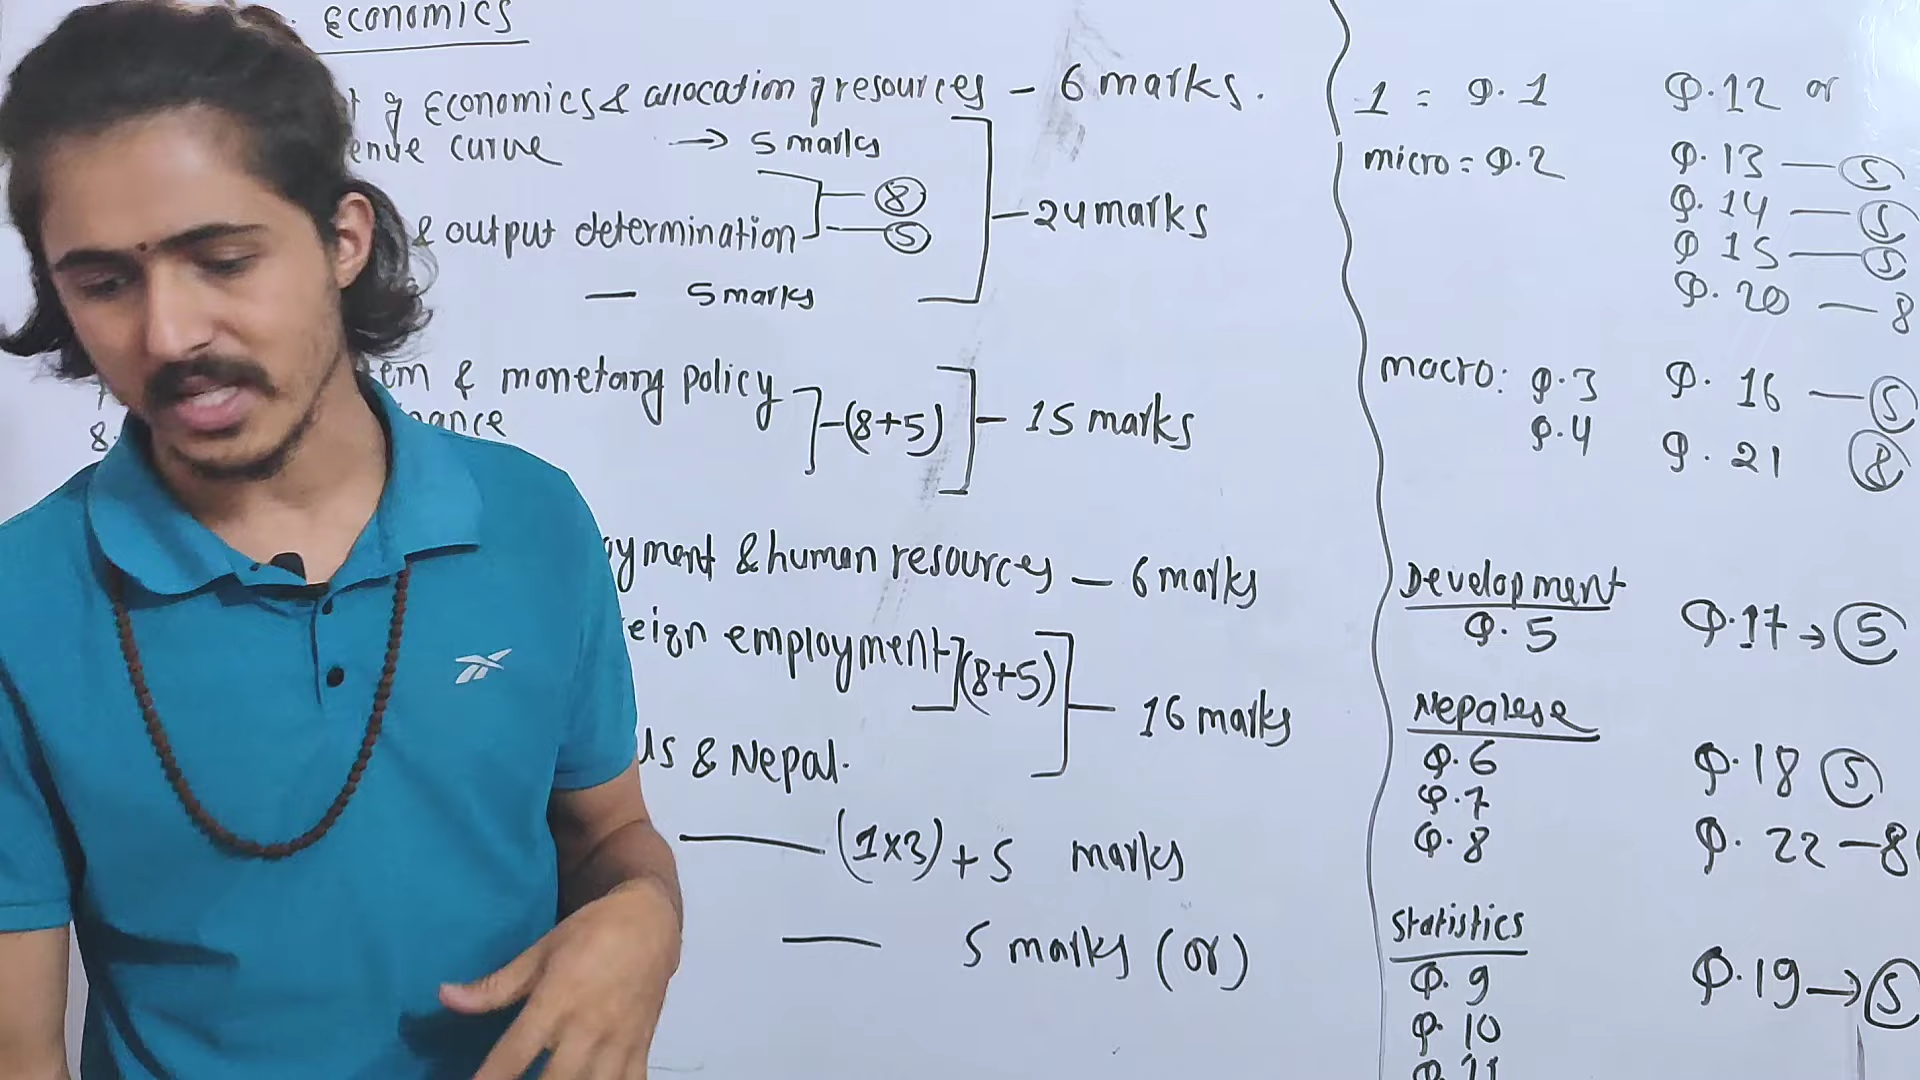 Economics
g Economics & allocation of resources - 6 marks.
curve → 5 marks
8
& output determination 5
24 marks
- 5 marks
& monetary policy
8. (8+5) 15 marks
& human resources - 6 marks
employment (8+5)
16 marks
& Nepal.
(1×3) + 5 marks
5 marks (or)
1 = Q. 1 Q. 12 or
micro = Q. 2 Q. 13 - 5
Q. 14 - 5
Q 15 - 5
Q. 20 - 8
macro: Q. 3 Q. 16 - 5
Q. 4 Q. 21 8
Development
Q. 5 Q. 17 → 5
Nepalese
Q. 6 Q. 18 5
Q. 7
Q. 8 Q. 22 - 8
Statistics
Q. 9 Q. 19 → 5
Q. 10
Q. 11